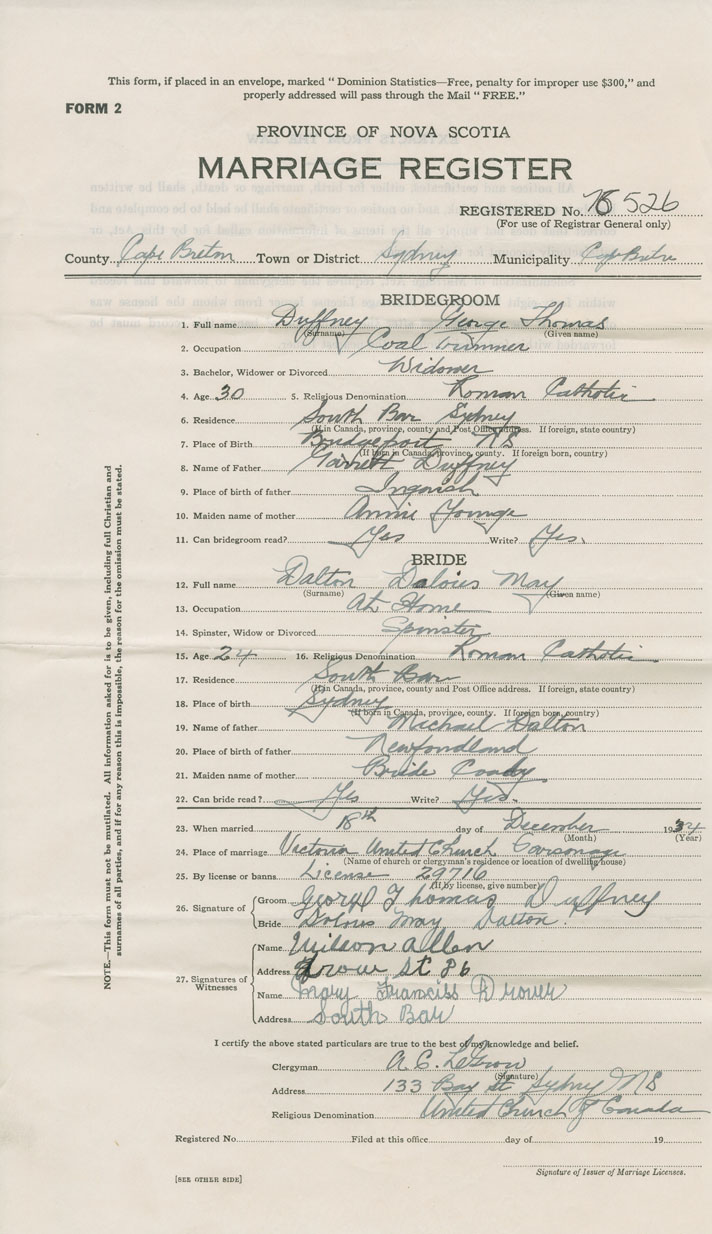 This form, if placed in an envelope, marked “ Dominion Statistics—Free, penalty for improper use $300,” and
properly addressed will pass through the Mail “ FREE.”
FORM 2
PROVINCE OF NOVA SCOTIA
MARRIAGE REGISTER
REGISTERED No. 526
(For use of Registrar General only)
County Cape Breton Town or District Sydney Municipality Cape Breton
BRIDEGROOM
1. Full name Duffney George Thomas
(Surname) (Given name)
2. Occupation Coal
3. Bachelor, Widower or Divorced Widower
4. Age 30 5. Religious Denomination Roman Catholic
6. Residence South Bar Sydney
(If in Canada, province, county and Post Office address. If foreign, state country)
7. Place of Birth Bridgeport N S
(If born in Canada, province, county. If foreign born, country)
8. Name of Father Garrett Duffney
9. Place of birth of father Ingonish
10. Maiden name of mother Annie Younge
11. Can bridegroom read? Yes Write? Yes.
BRIDE
12. Full name Dalton Dalois May
(Surname) (Given name)
13. Occupation At Home
14. Spinster, Widow or Divorced Spinster
15. Age 24 16. Religious Denomination Roman Catholic
17. Residence South Bar
(If in Canada, province, county and Post Office address. If foreign, state country)
18. Place of birth Sydney
(If born in Canada, province, county. If foreign born, country)
19. Name of father Michael Dalton
20. Place of birth of father Newfondland
21. Maiden name of mother Bride Coady
22. Can bride read? Yes Write? Yes.
23. When married 18th day of December 1934
(Month) (Year)
24. Place of marriage Victoria United Church Parsonage
(Name of church or clergyman's residence or location of dwelling house)
25. By license or banns License 29716
(If by license, give number)
26. Signature of Groom George Thomas Duffney
Bride Dolois May Dalton.
27. Signatures of Witnesses
Name Wilson Allen
Address Grove St 86
Name Mary Franciss Drover
Address South Bar
I certify the above stated particulars are true to the best of my knowledge and belief.
Clergyman A. C. LeGrow
(Signature)
Address 133 Bay St Sydney N S
Religious Denomination United Church of Canada
Registered No. Filed at this office day of 19
Signature of Issuer of Marriage Licenses.
[SEE OTHER SIDE]
NOTE.—This form must not be mutilated. All information asked for is to be given, including full Christian and
surnames of all parties, and if for any reason this is impossible, the reason for the omission must be stated.